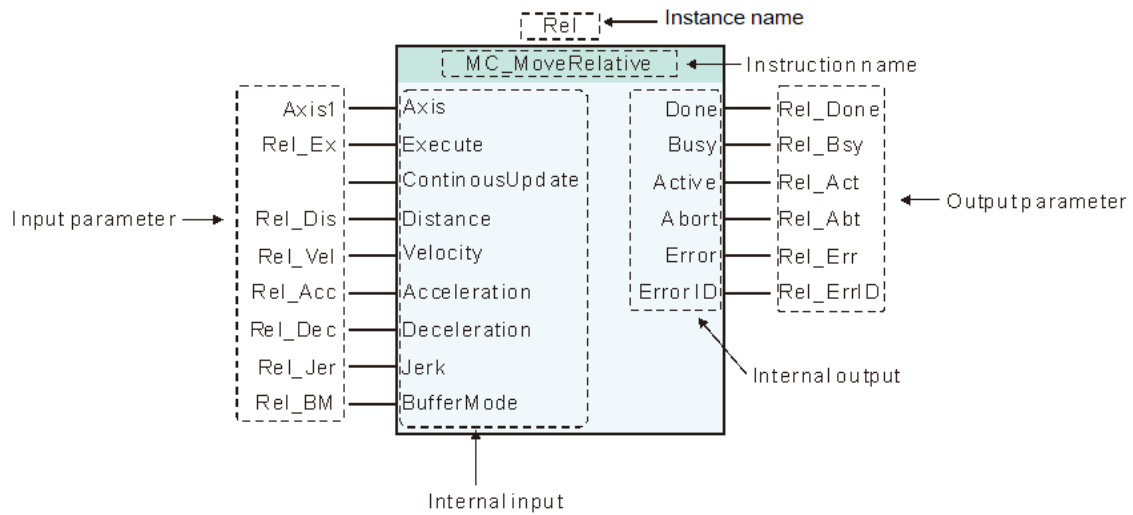 Rel
Instance name
MC_MoveRelative
Instruction name
Axis1 Axis Done Rel_Done
Rel_Ex Execute Busy Rel_Bsy
ContinousUpdate Active Rel_Act
Input parameter Rel_Dis Distance Abort Rel_Abt Output parameter
Rel_Vel Velocity Error Rel_Err
Rel_Acc Acceleration ErrorID Rel_ErrID
Rel_Dec Deceleration
Rel_Jer Jerk Internal output
Rel_BM BufferMode
Internal input